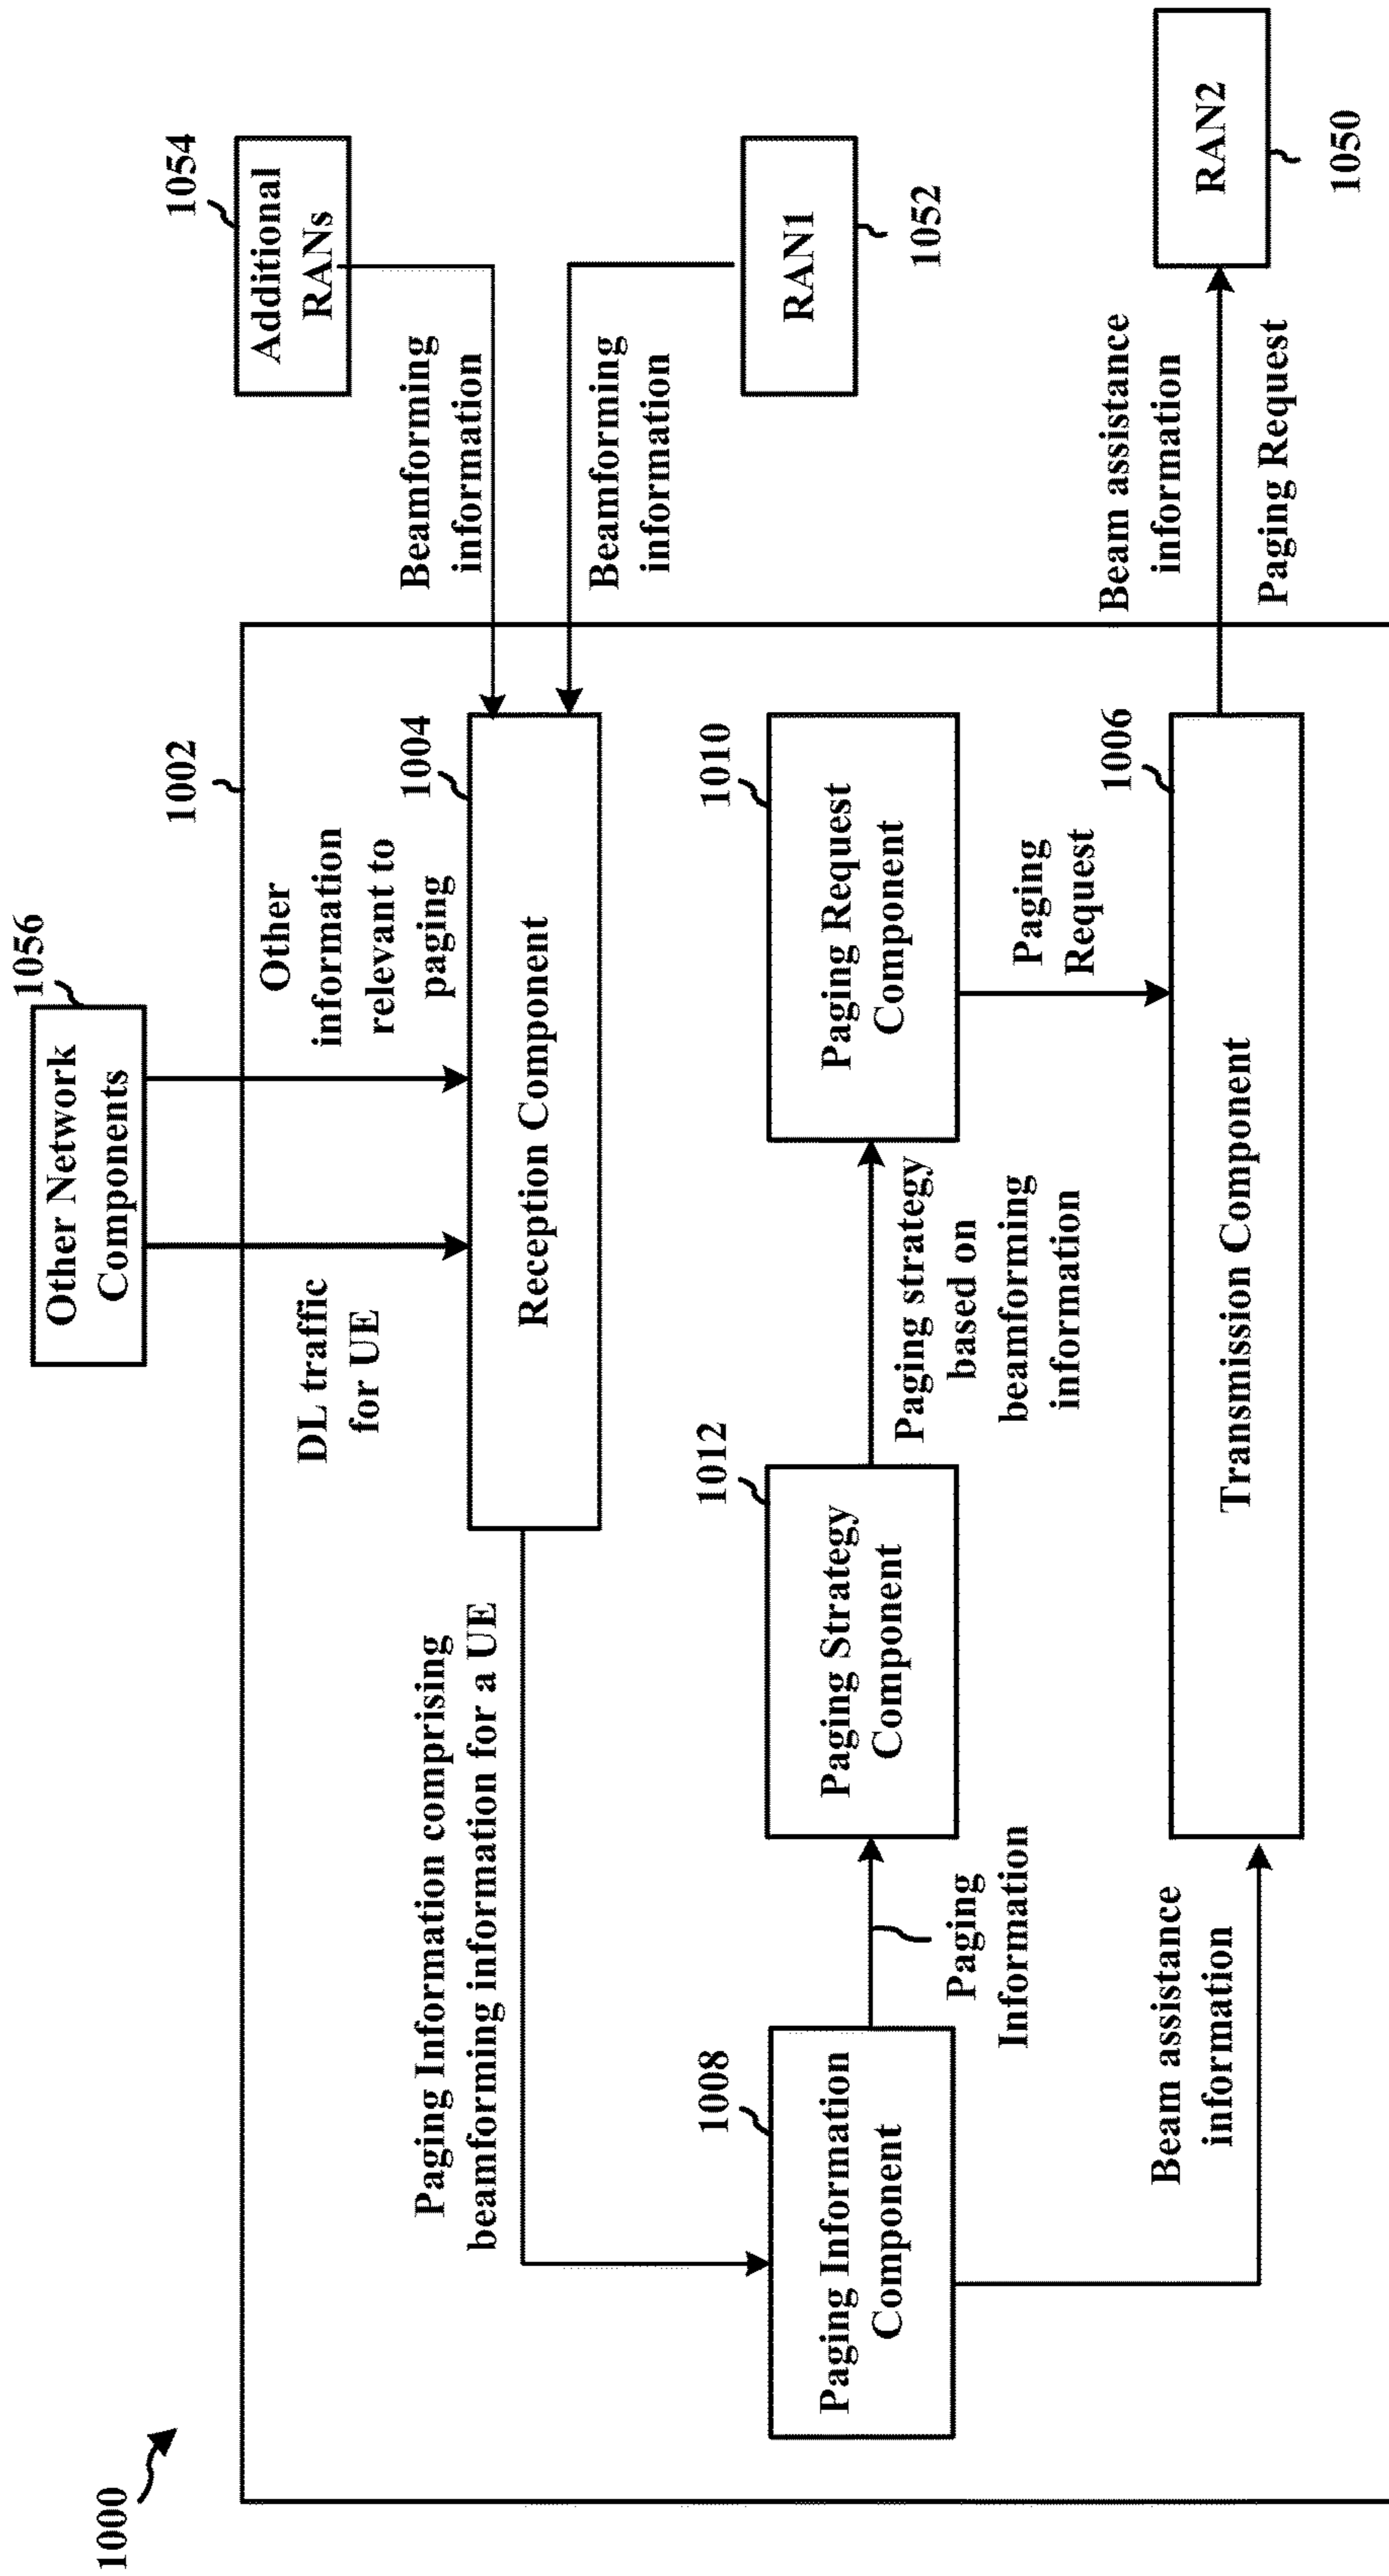 1000
1056
Other Network
Components
1002
DL traffic
for UE
Other
information
relevant to
paging
1054
Additional
RANs
Beamforming
information
1004
Reception Component
Beamforming
information
RAN1
1052
Paging Information comprising
beamforming information for a UE
1008
Paging Information
Component
Paging
Information
1012
Paging Strategy
Component
Paging strategy
based on
beamforming
information
1010
Paging Request
Component
Paging
Request
Beam assistance
information
1006
Transmission Component
Beam assistance
information
Paging Request
RAN2
1050